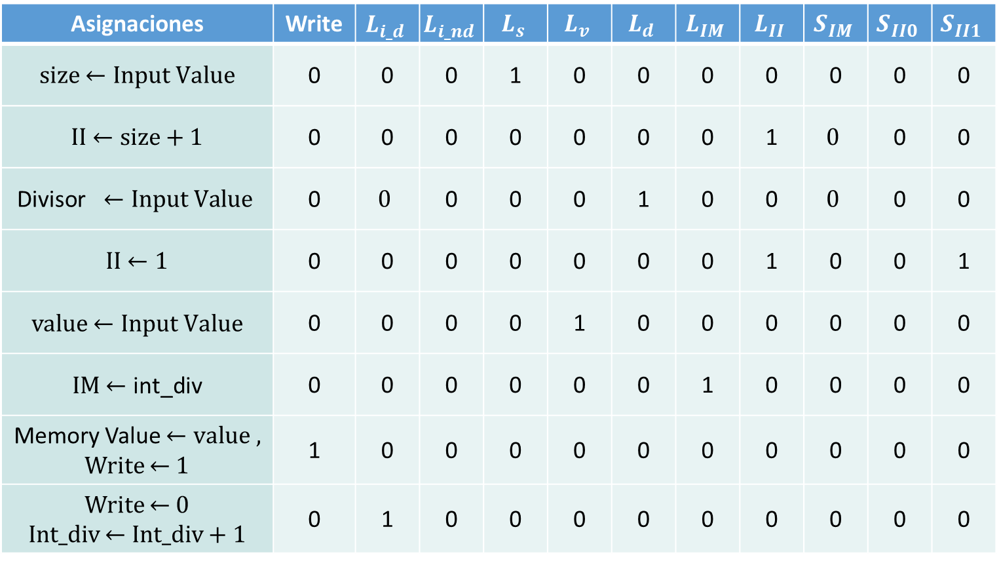 Asignaciones Write L_{i_d} L_{i_nd} L_s L_v L_d L_{IM} L_{II} S_{IM} S_{II0} S_{II1}
size ← Input Value 0 0 0 1 0 0 0 0 0 0 0
II ← size + 1 0 0 0 0 0 0 0 1 0 0 0
Divisor ← Input Value 0 0 0 0 0 1 0 0 0 0 0
II ← 1 0 0 0 0 0 0 0 1 0 0 1
value ← Input Value 0 0 0 0 1 0 0 0 0 0 0
IM ← int_div 0 0 0 0 0 0 1 0 0 0 0
Memory Value ← value ,
Write ← 1 1 0 0 0 0 0 0 0 0 0 0
Write ← 0
Int_div ← Int_div + 1 0 1 0 0 0 0 0 0 0 0 0